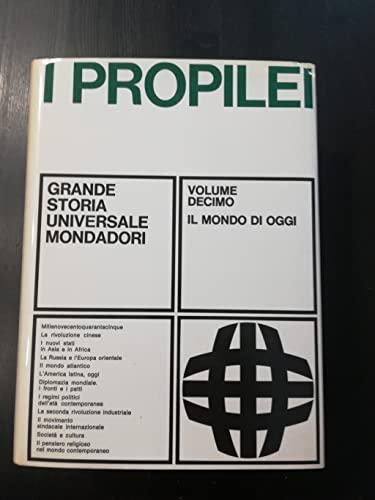 I PROPILEI
GRANDE
STORIA
UNIVERSALE
MONDADORI
VOLUME
DECIMO
IL MONDO DI OGGI
Millenovecentoquarantacinque
La rivoluzione cinese
I nuovi stati
in Asia e in Africa
La Russia e l'Europa orientale
Il mondo atlantico
L'America latina, oggi
Diplomazia mondiale.
i fronti e i patti
I regimi politici
dell'età contemporanea
La seconda rivoluzione industriale
Il movimento
sindacale internazionale
Società e cultura
Il pensiero religioso
nel mondo contemporaneo